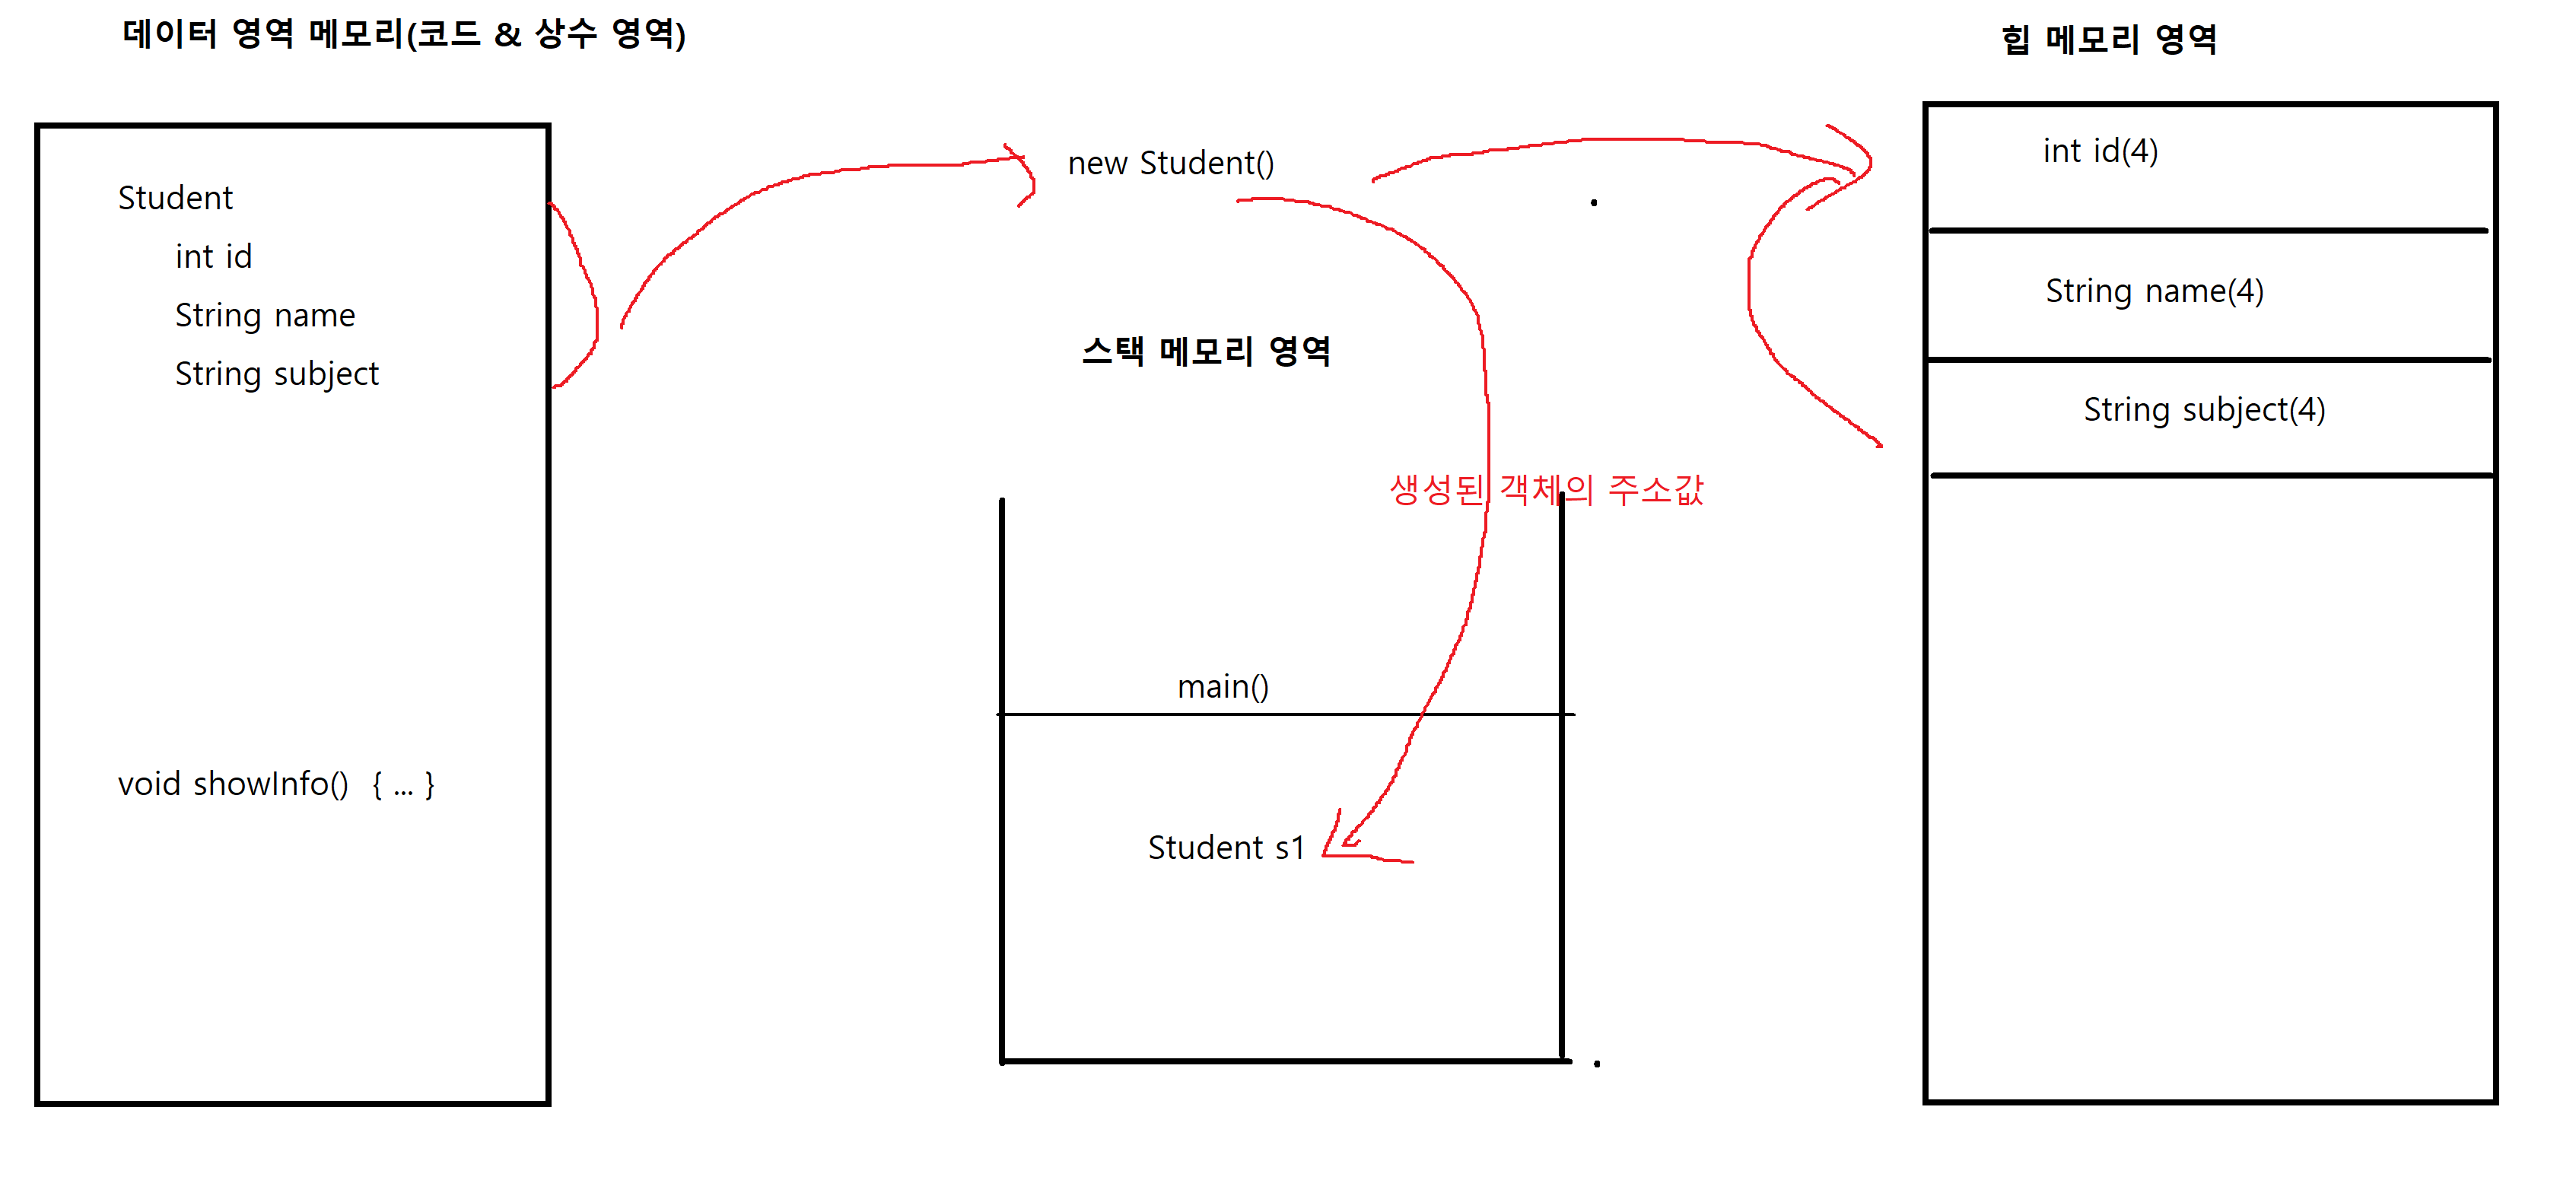 데이터 영역 메모리(코드 & 상수 영역)
Student
int id
String name
String subject
void showInfo()  { ... }
new Student()
스택 메모리 영역
생성된 객체의 주소값
main()
Student s1
힙 메모리 영역
int id(4)
String name(4)
String subject(4)